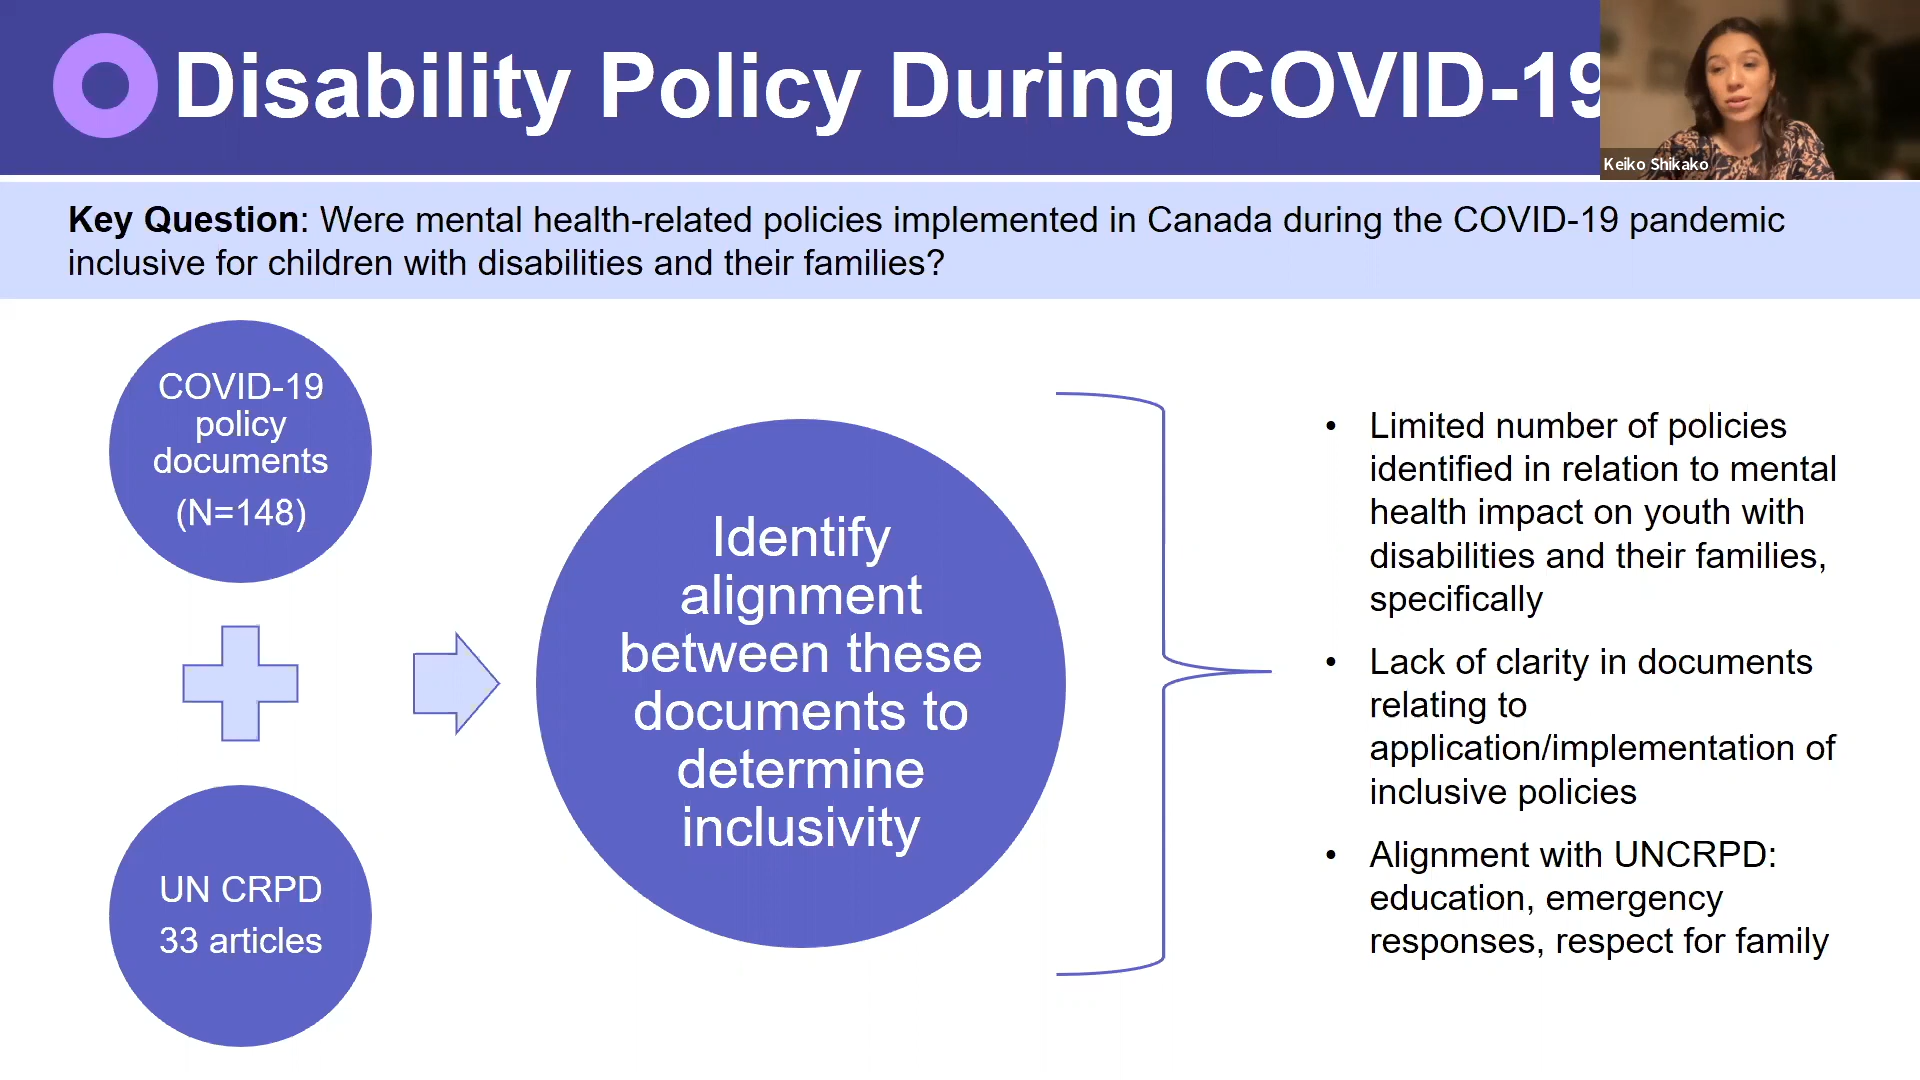 Disability Policy During COVID-19
Keiko Shikako
Key Question: Were mental health-related policies implemented in Canada during the COVID-19 pandemic
inclusive for children with disabilities and their families?
COVID-19
policy
documents
(N=148)
UN CRPD
33 articles
Identify
alignment
between these
documents to
determine
inclusivity
• Limited number of policies
identified in relation to mental
health impact on youth with
disabilities and their families,
specifically
• Lack of clarity in documents
relating to
application/implementation of
inclusive policies
• Alignment with UNCRPD:
education, emergency
responses, respect for family